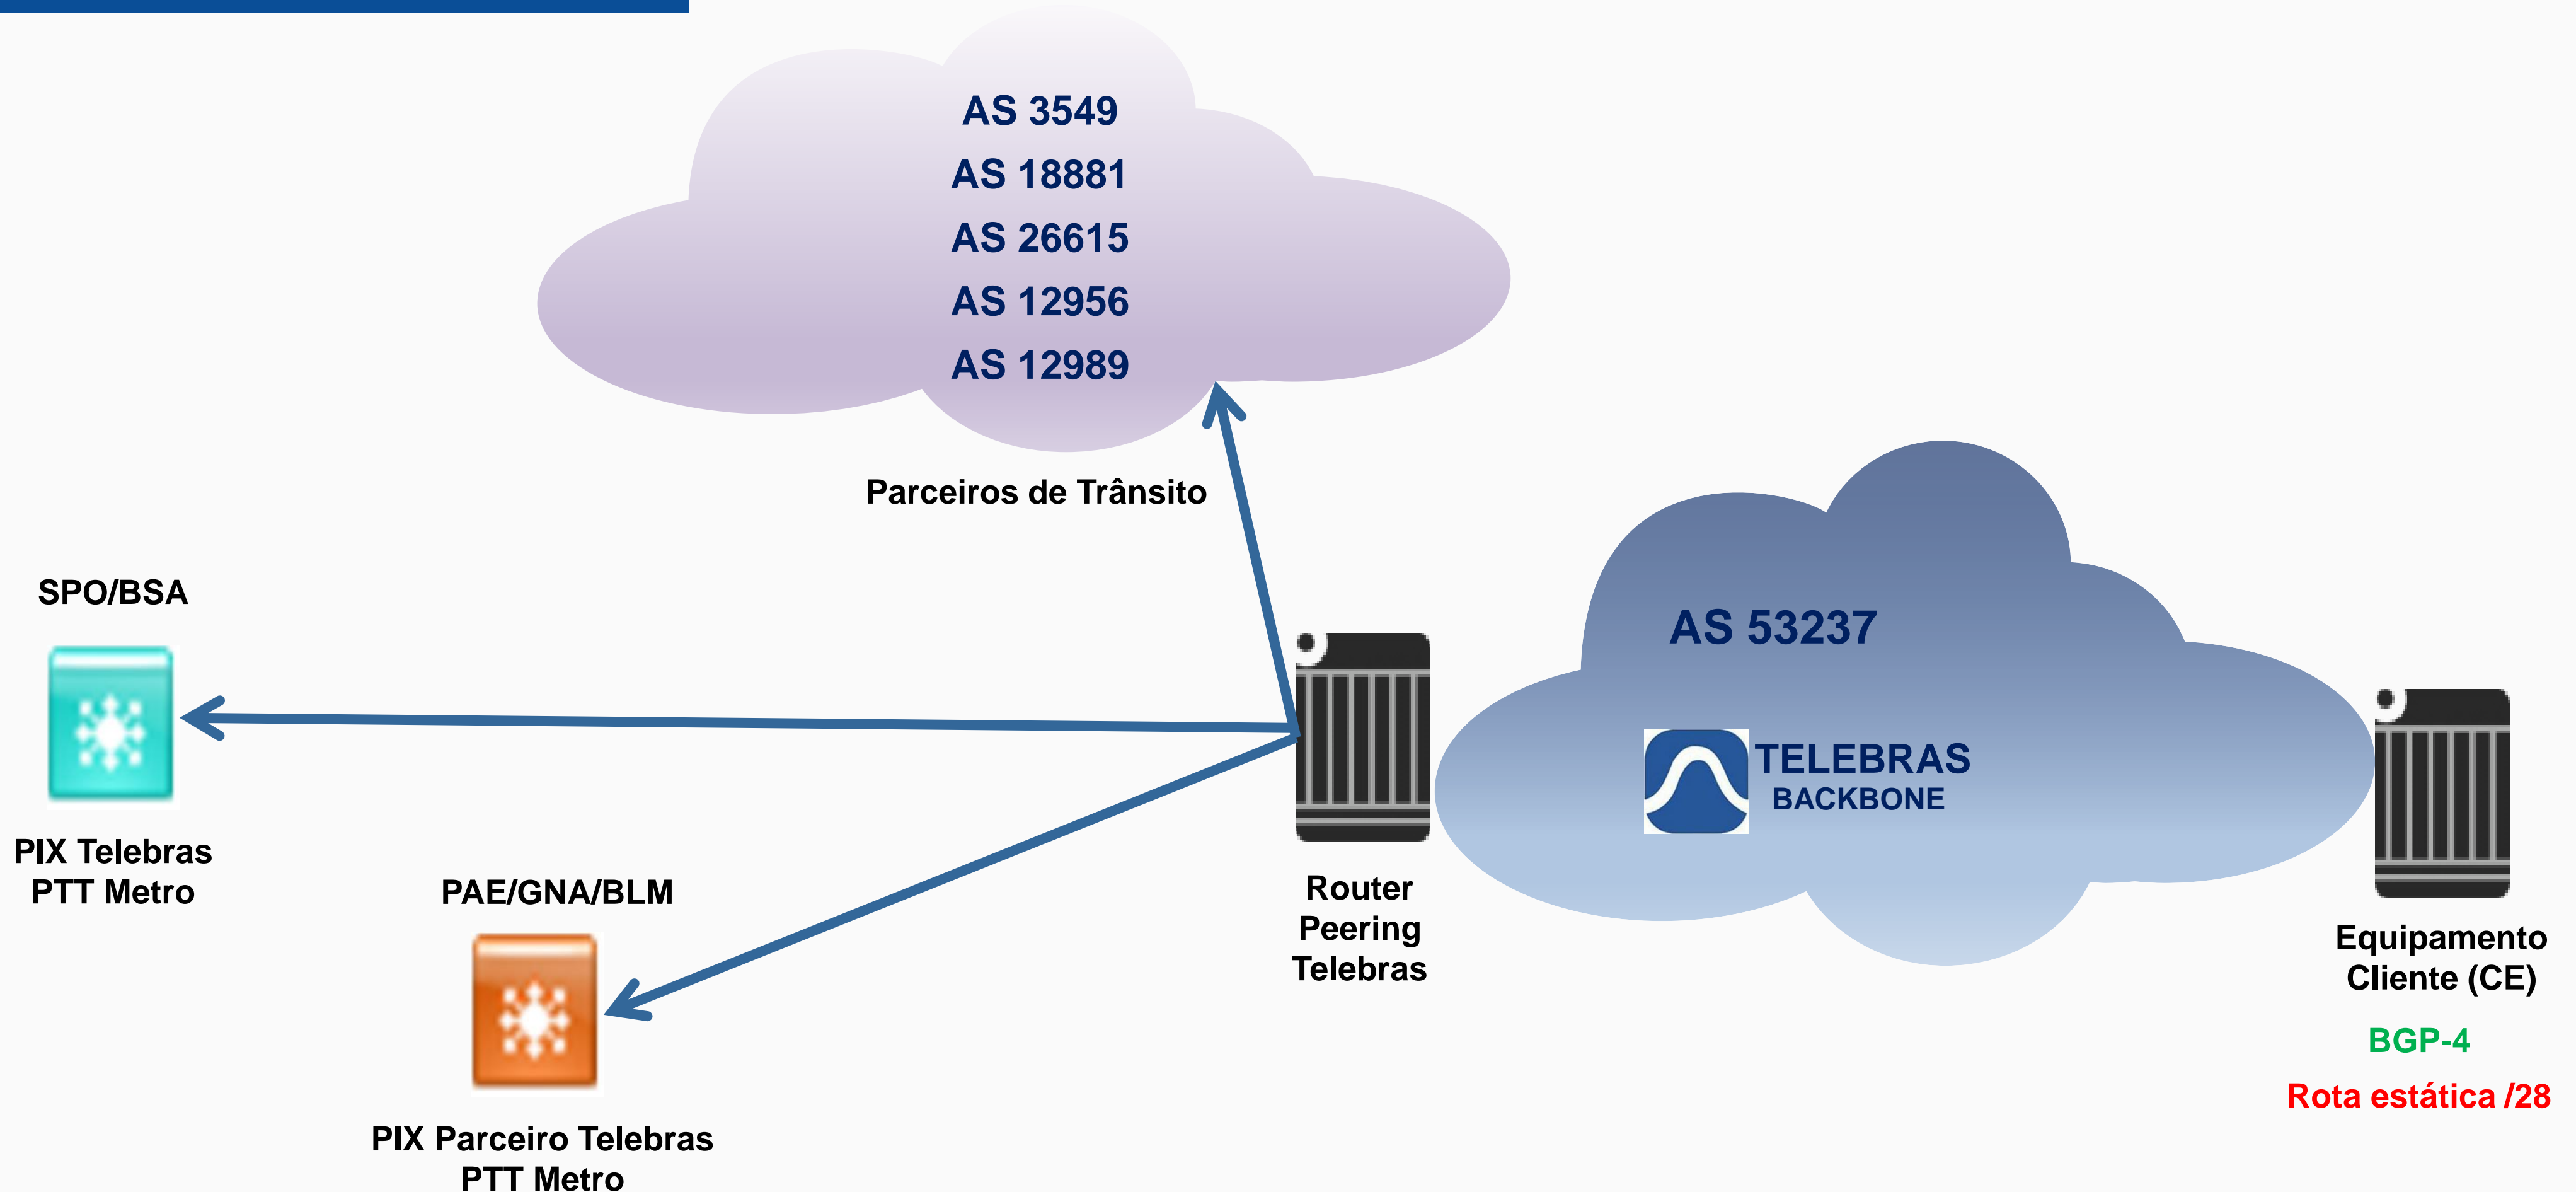 AS 3549
AS 18881
AS 26615
AS 12956
AS 12989
Parceiros de Trânsito
SPO/BSA
PIX Telebras
PTT Metro
PAE/GNA/BLM
PIX Parceiro Telebras
PTT Metro
Router
Peering
Telebras
AS 53237
TELEBRAS
BACKBONE
Equipamento
Cliente (CE)
BGP-4
Rota estática /28